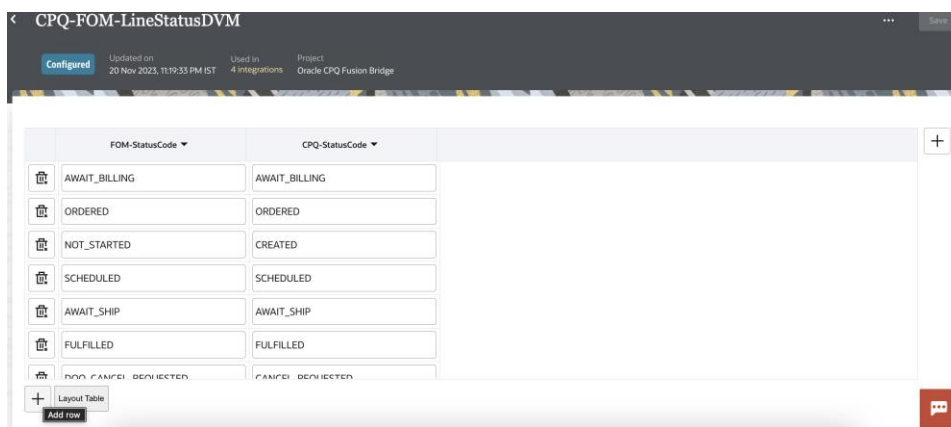 CPQ-FOM-LineStatusDVM
Save
Configured
Updated on
20 Nov 2023, 11:19:33 PM IST
Used in
4 integrations
Project
Oracle CPQ Fusion Bridge
FOM-StatusCode
CPQ-StatusCode
AWAIT_BILLING AWAIT_BILLING
ORDERED ORDERED
NOT_STARTED CREATED
SCHEDULED SCHEDULED
AWAIT_SHIP AWAIT_SHIP
FULFILLED FULFILLED
DOO_CANCEL_REQUESTED CANCEL_REQUESTED
Layout Table
Add row